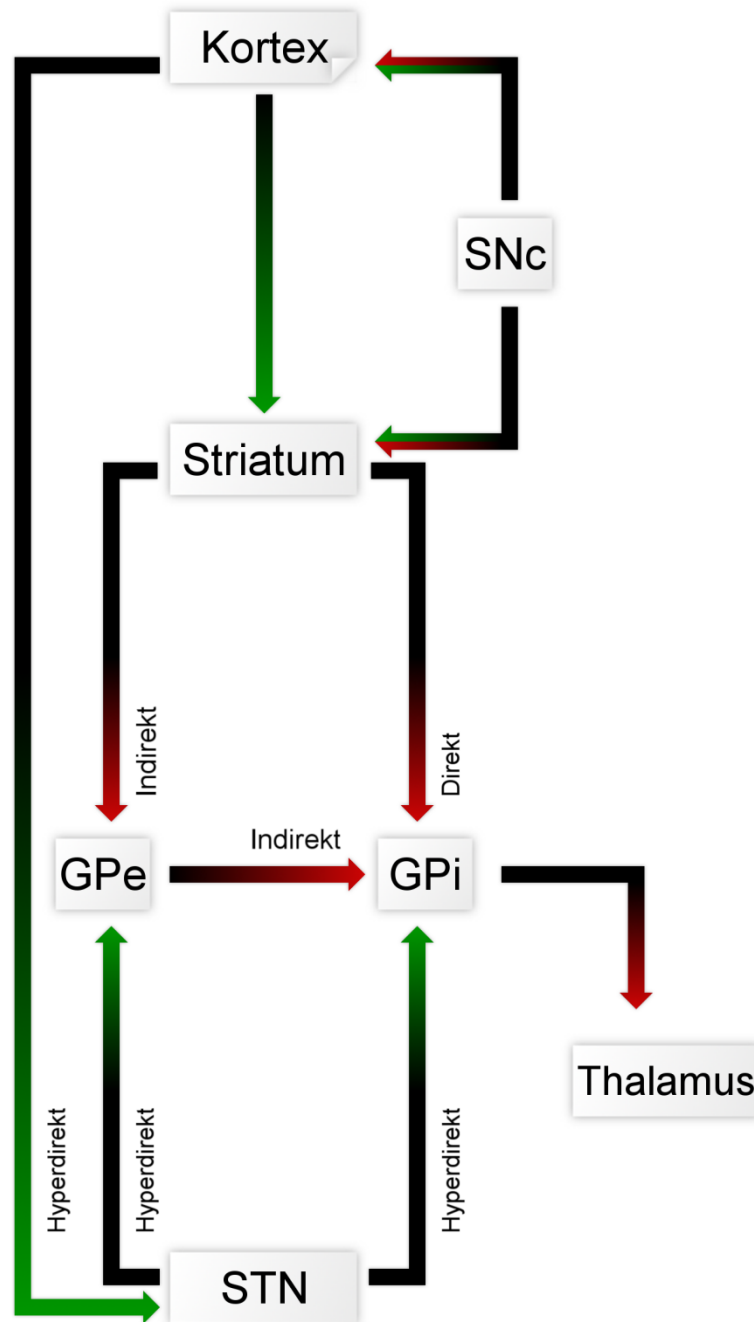 Kortex
SNc
Striatum
Indirekt
Direkt
Indirekt
GPe
GPi
Thalamus
Hyperdirekt
Hyperdirekt
Hyperdirekt
STN